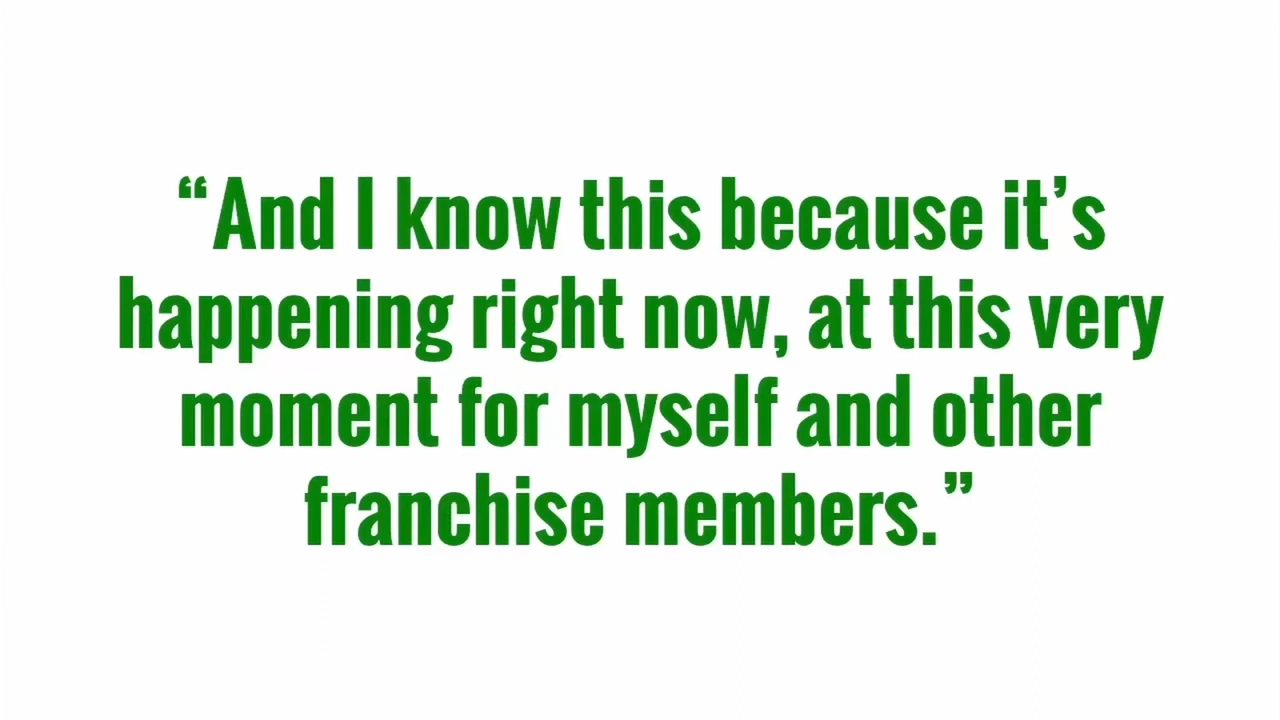 “And I know this because it’s
happening right now, at this very
moment for myself and other
franchise members.”